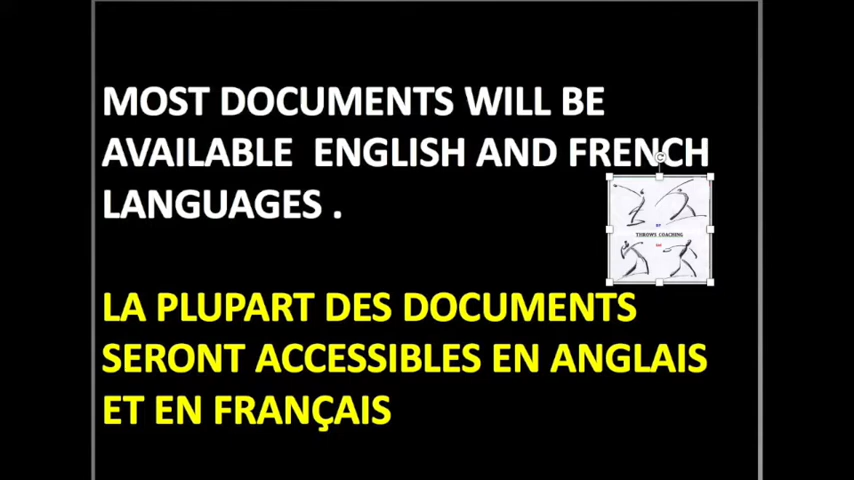 MOST DOCUMENTS WILL BE
AVAILABLE ENGLISH AND FRENCH
LANGUAGES .
THROWS COACHING
LA PLUPART DES DOCUMENTS
SERONT ACCESSIBLES EN ANGLAIS
ET EN FRANÇAIS